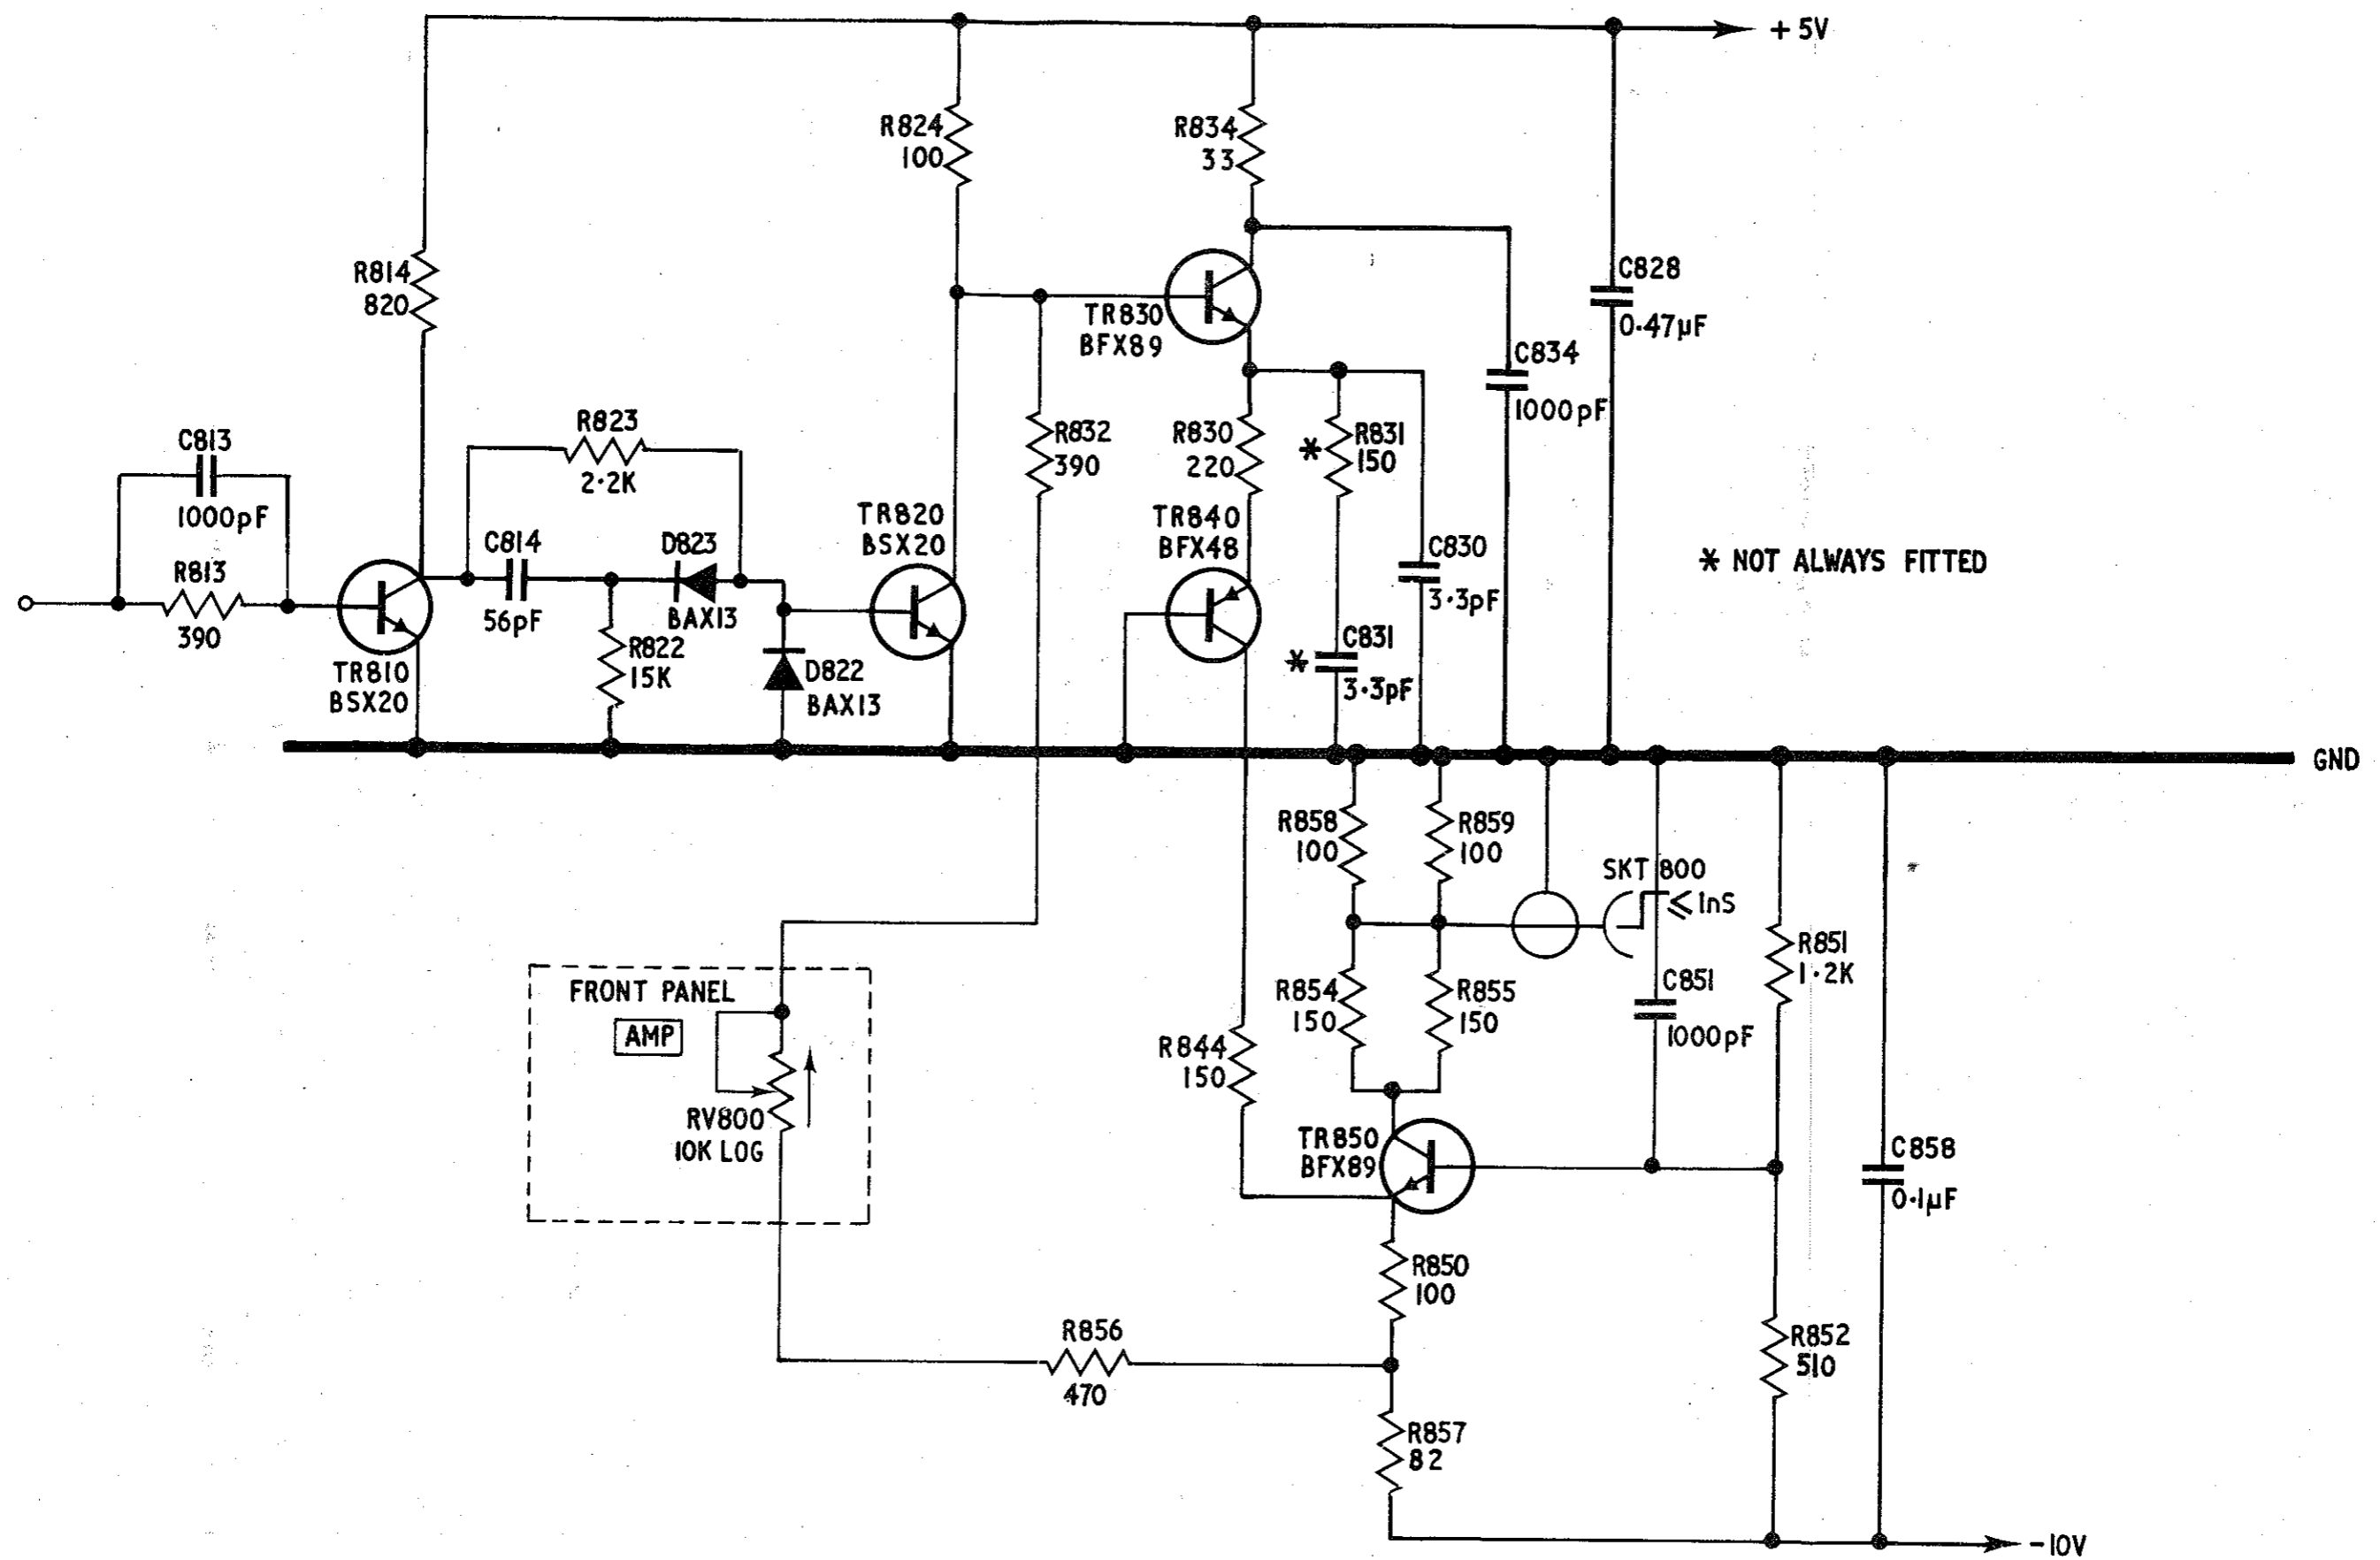 + 5V
R824
100
R834
33
R814
820
C828
0·47µF
TR830
BFX89
C834
1000pF
R823
2·2K
C813
1000pF
R832
390
R830
220
* R831
150
TR820
BSX20
TR840
BFX48
C814
56pF
D823
BAX13
C830
3·3pF
* NOT ALWAYS FITTED
R813
390
R822
15K
* C831
3·3pF
TR810
BSX20
D822
BAX13
GND
R858
100
R859
100
SKT 800
⩽ 1nS
R851
1·2K
FRONT PANEL
AMP
R854
150
R855
150
C851
1000pF
R844
150
RV800
10K LOG
TR850
BFX89
C858
0·1µF
R850
100
R856
470
R852
510
R857
82
-10V